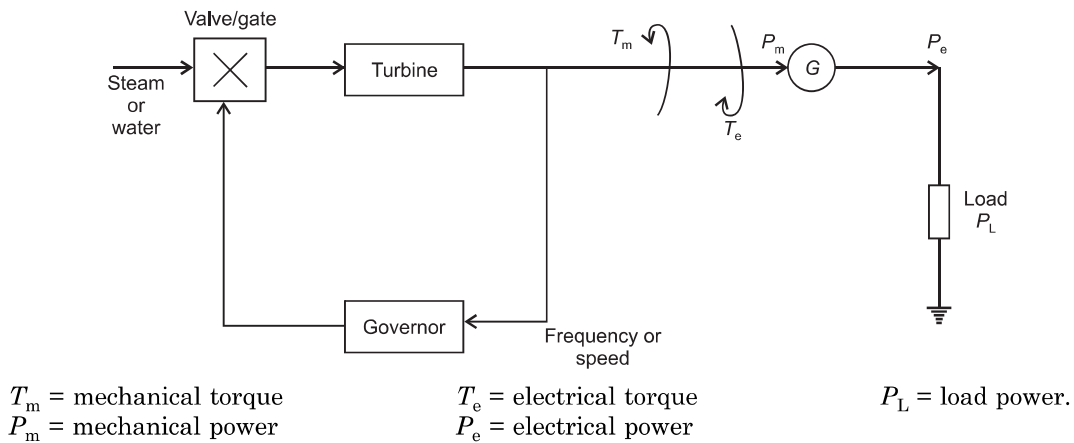 Valve/gate
Steam
or
water
Turbine
Tm
Te
Pm
G
Pe
Load
PL
Governor
Frequency or
speed
Tm = mechanical torque Te = electrical torque PL = load power.
Pm = mechanical power Pe = electrical power